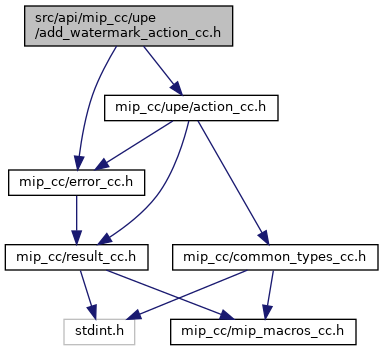 src/api/mip_cc/upe
/add_watermark_action_cc.h
mip_cc/upe/action_cc.h
mip_cc/error_cc.h
mip_cc/result_cc.h
mip_cc/common_types_cc.h
stdint.h
mip_cc/mip_macros_cc.h